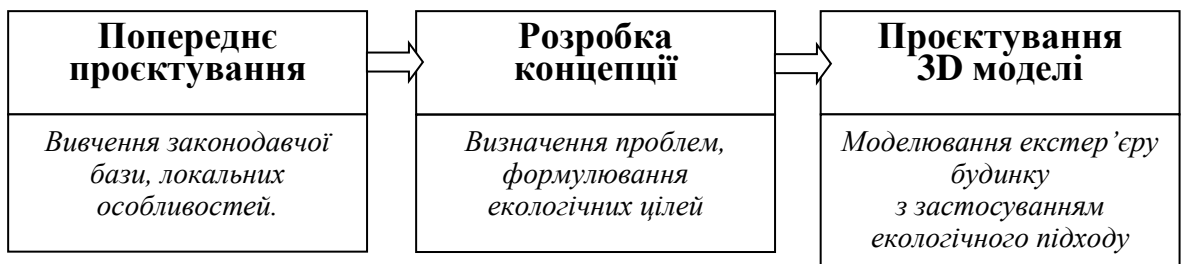 Попереднє
проєктування
Вивчення законодавчої
бази, локальних
особливостей.
Розробка
концепції
Визначення проблем,
формулювання
екологічних цілей
Проєктування
3D моделі
Моделювання екстер’єру
будинку
з застосуванням
екологічного підходу